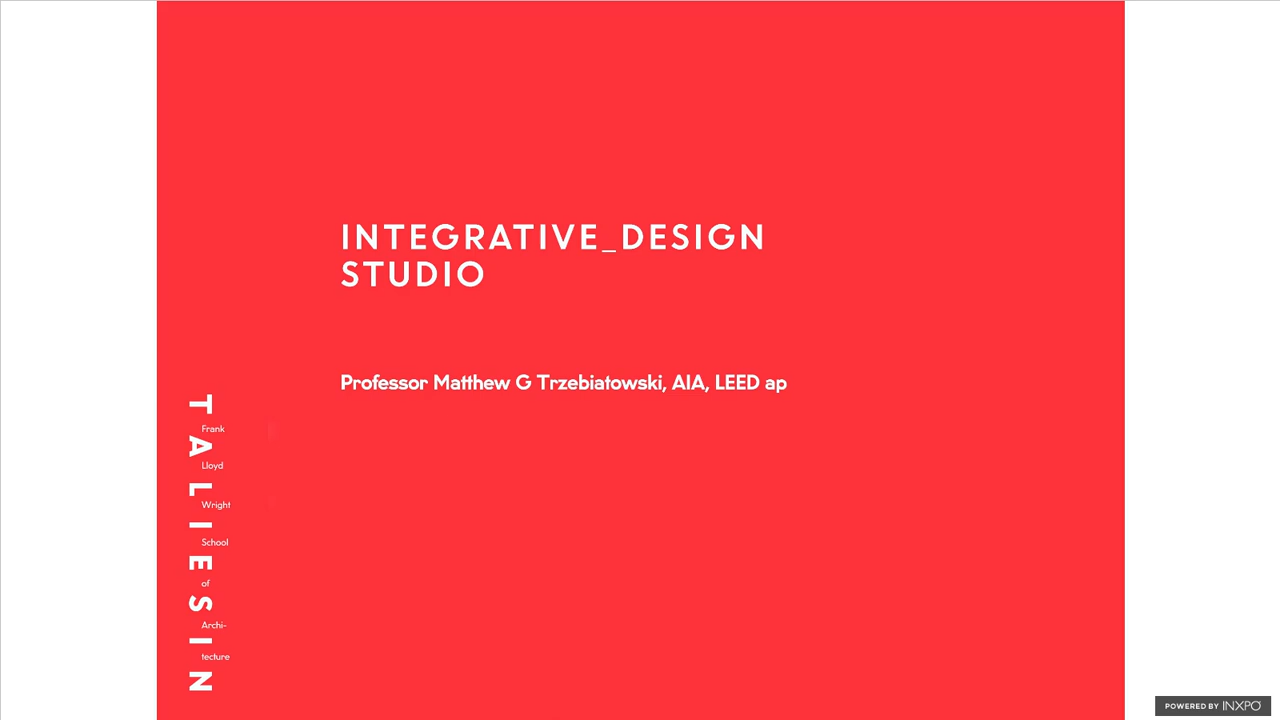 INTEGRATIVE_DESIGN
STUDIO
Professor Matthew G Trzebiatowski, AIA, LEED ap
TALIESIN
Frank
Lloyd
Wright
School
of
Archi-
tecture
POWERED BY INXPO